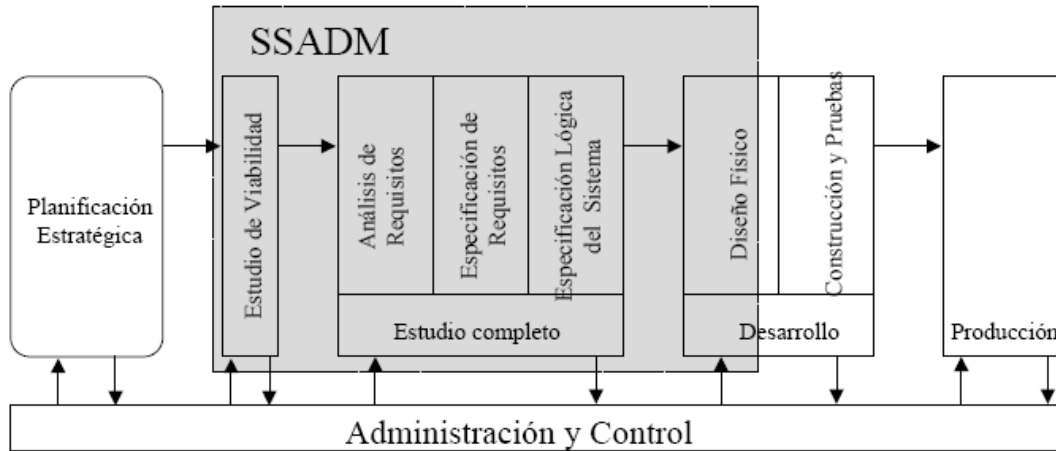 SSADM
Planificación
Estratégica
Estudio de Viabilidad
Análisis de
Requisitos
Especificación de
Requisitos
Especificación Lógica
del Sistema
Estudio completo
Diseño Físico
Construcción y Pruebas
Desarrollo
Producción
Administración y Control